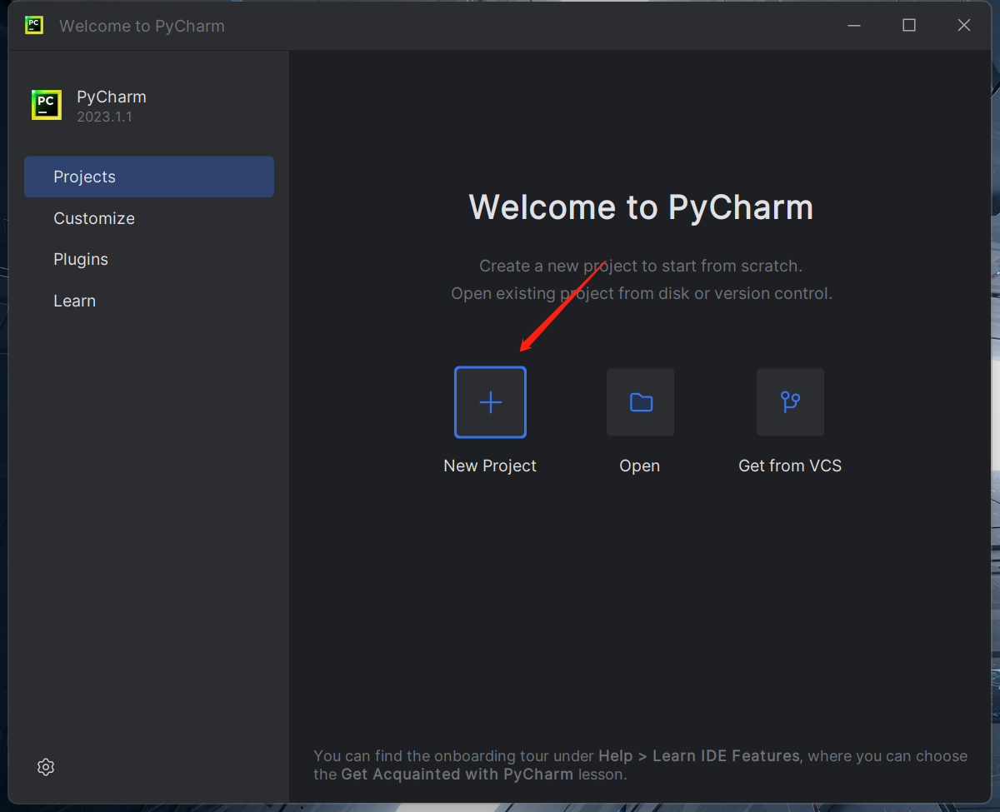 PC
Welcome to PyCharm
PC
PyCharm
2023.1.1
Projects
Customize
Plugins
Learn
Welcome to PyCharm
Create a new project to start from scratch.
Open existing project from disk or version control.
New Project
Open
Get from VCS
You can find the onboarding tour under Help > Learn IDE Features, where you can choose
the Get Acquainted with PyCharm lesson.